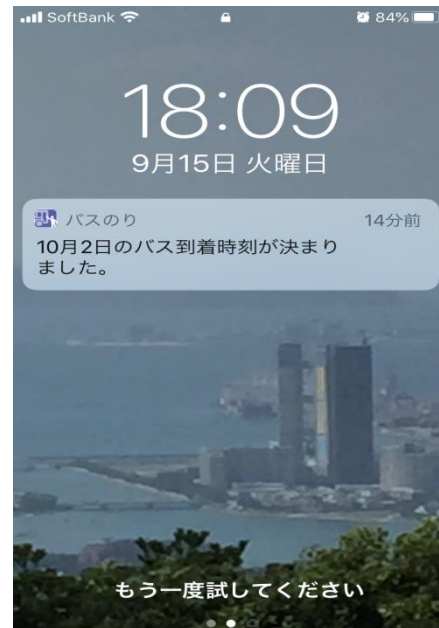 SoftBank 84%
18:09
9月15日 火曜日
バスのり 14分前
10月2日のバス到着時刻が決まり
ました。
もう一度試してください